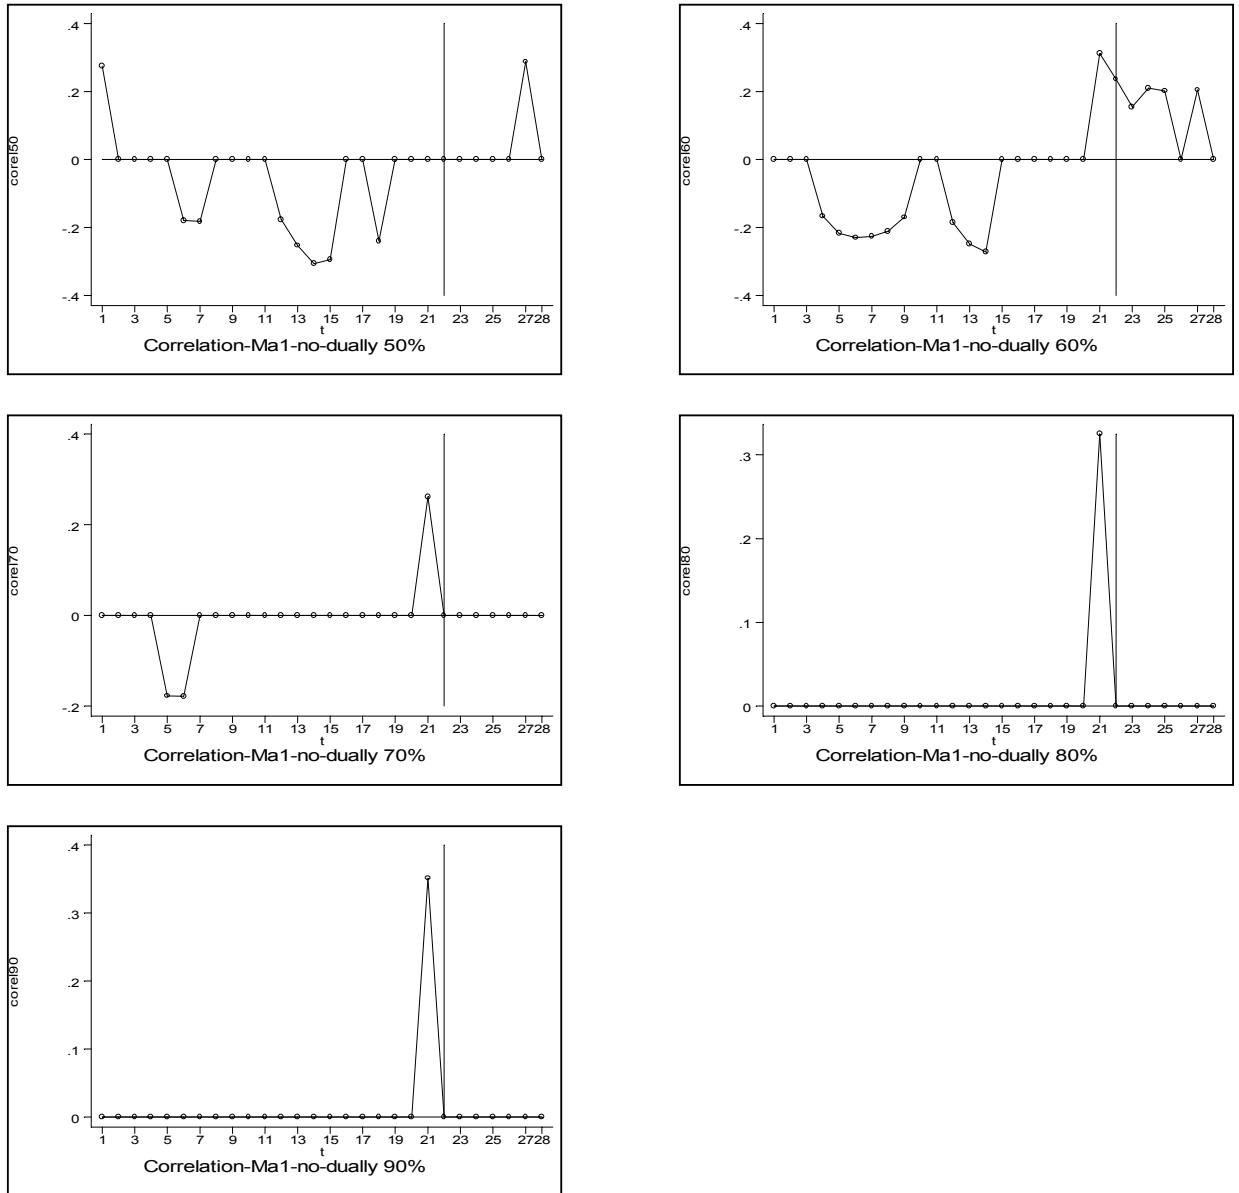 .4
.2
0
-.2
-.4
corel50
1 3 5 7 9 11 13 15 17 19 21 23 25 2728
t
Correlation-Ma1-no-dually 50%
.4
.2
0
-.2
-.4
corel60
1 3 5 7 9 11 13 15 17 19 21 23 25 2728
t
Correlation-Ma1-no-dually 60%
.4
.2
0
-.2
corel70
1 3 5 7 9 11 13 15 17 19 21 23 25 2728
t
Correlation-Ma1-no-dually 70%
.3
.2
.1
0
corel80
1 3 5 7 9 11 13 15 17 19 21 23 25 2728
t
Correlation-Ma1-no-dually 80%
.4
.3
.2
.1
0
corel90
1 3 5 7 9 11 13 15 17 19 21 23 25 2728
t
Correlation-Ma1-no-dually 90%